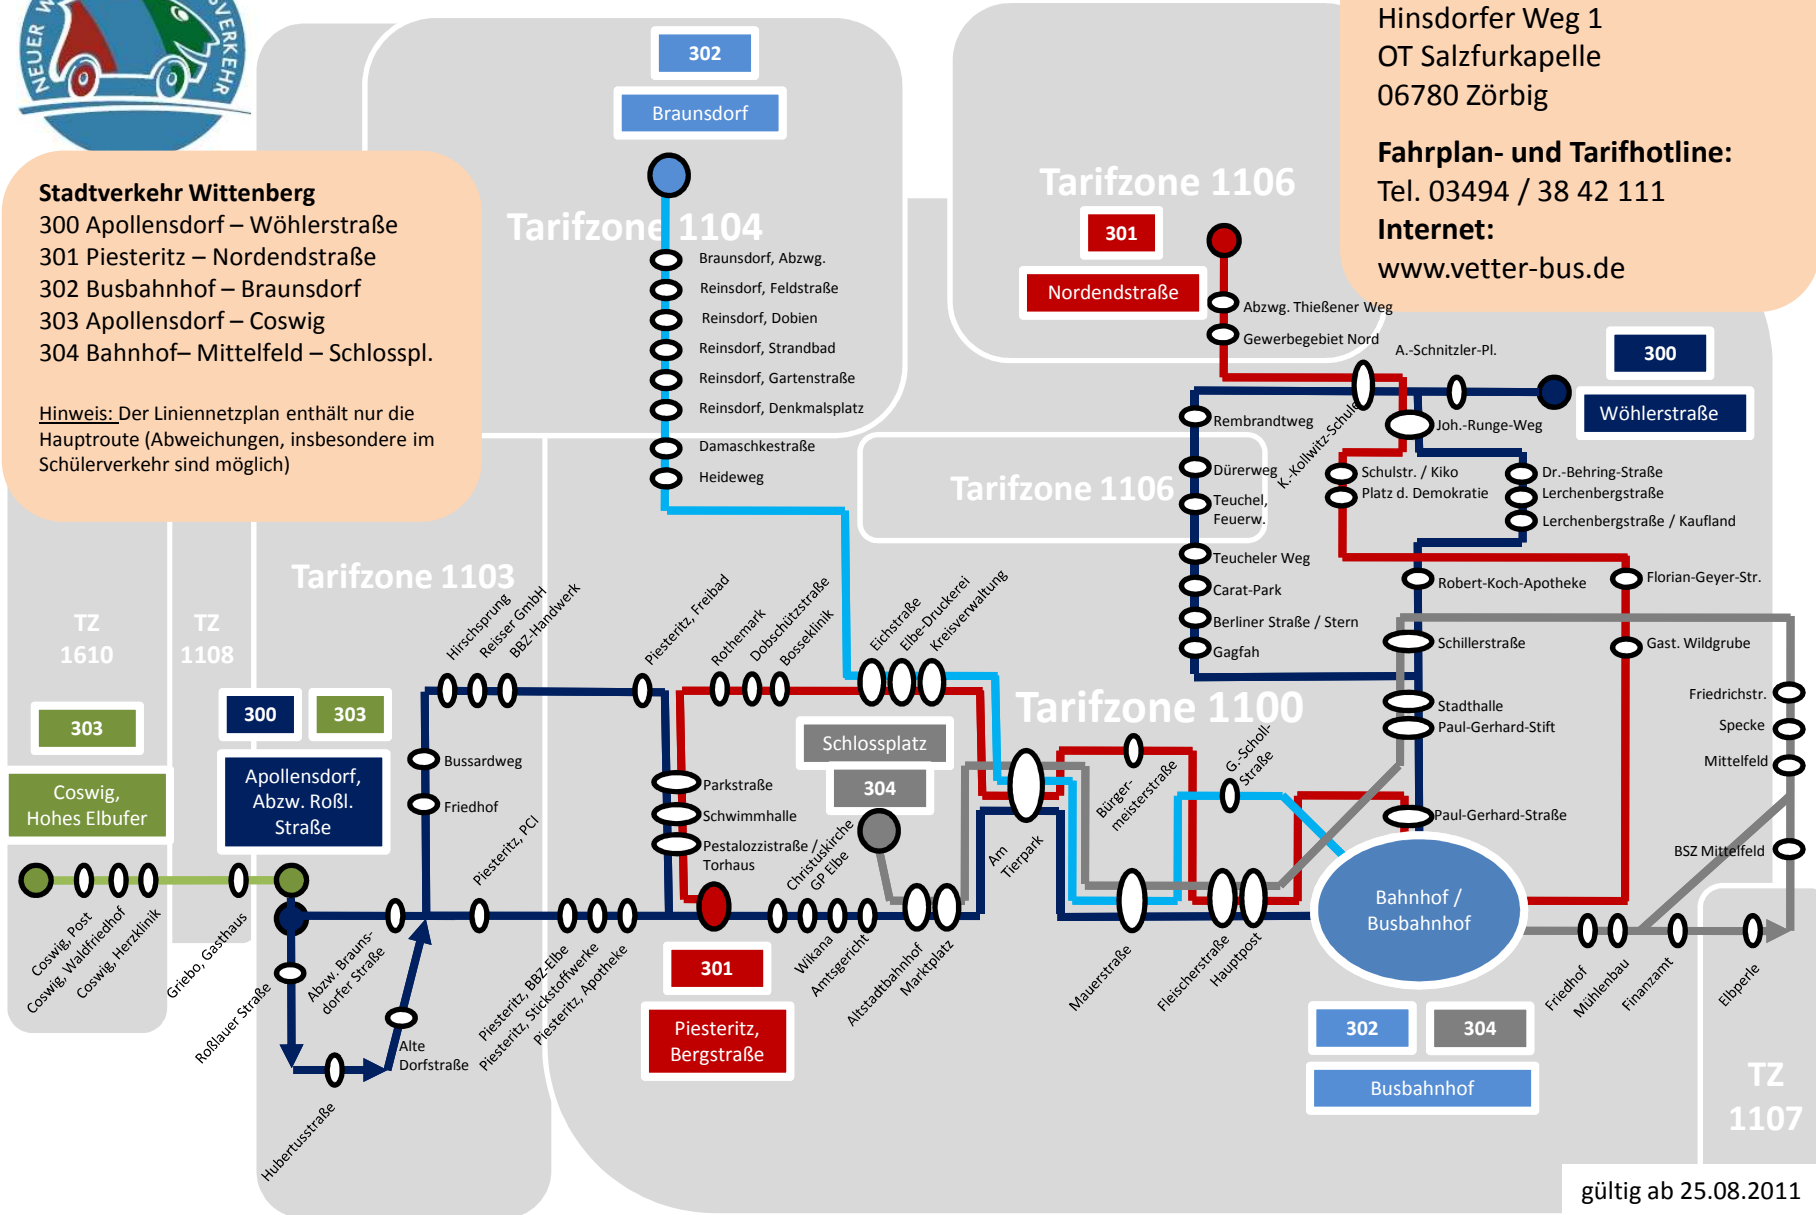 NEUER W
SVERKEHR
Hinsdorfer Weg 1
OT Salzfurkapelle
06780 Zörbig
Fahrplan- und Tarifhotline:
Tel. 03494 / 38 42 111
Internet:
www.vetter-bus.de
Stadtverkehr Wittenberg
300 Apollensdorf – Wöhlerstraße
301 Piesteritz – Nordendstraße
302 Busbahnhof – Braunsdorf
303 Apollensdorf – Coswig
304 Bahnhof– Mittelfeld – Schlosspl.
Hinweis: Der Liniennetzplan enthält nur die
Hauptroute (Abweichungen, insbesondere im
Schülerverkehr sind möglich)
302
Braunsdorf
Tarifzone 1104
Braunsdorf, Abzwg.
Reinsdorf, Feldstraße
Reinsdorf, Dobien
Reinsdorf, Strandbad
Reinsdorf, Gartenstraße
Reinsdorf, Denkmalsplatz
Damaschkestraße
Heideweg
Tarifzone 1106
301
Nordendstraße
Abzwg. Thießener Weg
Gewerbegebiet Nord
A.-Schnitzler-Pl.
300
Wöhlerstraße
K.-Kollwitz-Schule
Joh.-Runge-Weg
Rembrandtweg
Dürerweg
Teuchel,
Feuerw.
Teucheler Weg
Carat-Park
Berliner Straße / Stern
Gagfah
Tarifzone 1106
Schulstr. / Kiko
Platz d. Demokratie
Dr.-Behring-Straße
Lerchenbergstraße
Lerchenbergstraße / Kaufland
Robert-Koch-Apotheke
Florian-Geyer-Str.
Schillerstraße
Gast. Wildgrube
Stadthalle
Paul-Gerhard-Stift
Friedrichstr.
Specke
Mittelfeld
BSZ Mittelfeld
Paul-Gerhard-Straße
Tarifzone 1103
TZ
1610
TZ
1108
303
Coswig,
Hohes Elbufer
300
303
Apollensdorf,
Abzw. Roßl.
Straße
Hirschsprung
Reisser GmbH
BBZ-Handwerk
Piesteritz, Freibad
Rothemark
Dobschützstraße
Bosseklinik
Eichstraße
Elbe-Druckerei
Kreisverwaltung
Bussardweg
Friedhof
Parkstraße
Schwimmhalle
Pestalozzistraße /
Torhaus
Schlossplatz
304
Tarifzone 1100
Am
Tierpark
Bürger-
meisterstraße
G.-Scholl-
Straße
Coswig, Post
Coswig, Waldfriedhof
Coswig, Herzklinik
Griebo, Gasthaus
Roßlauer Straße
Hubertusstraße
Alte
Dorfstraße
Abzw. Brauns-
dorfer Straße
Piesteritz, PCI
Piesteritz, BBZ-Elbe
Piesteritz, Stickstoffwerke
Piesteritz, Apotheke
301
Piesteritz,
Bergstraße
Christuskirche
GP Elbe
Wikana
Amtsgericht
Altstadtbahnhof
Marktplatz
Mauerstraße
Fleischerstraße
Hauptpost
Bahnhof /
Busbahnhof
302
304
Busbahnhof
Friedhof
Mühlenbau
Finanzamt
Elbperle
TZ
1107
gültig ab 25.08.2011